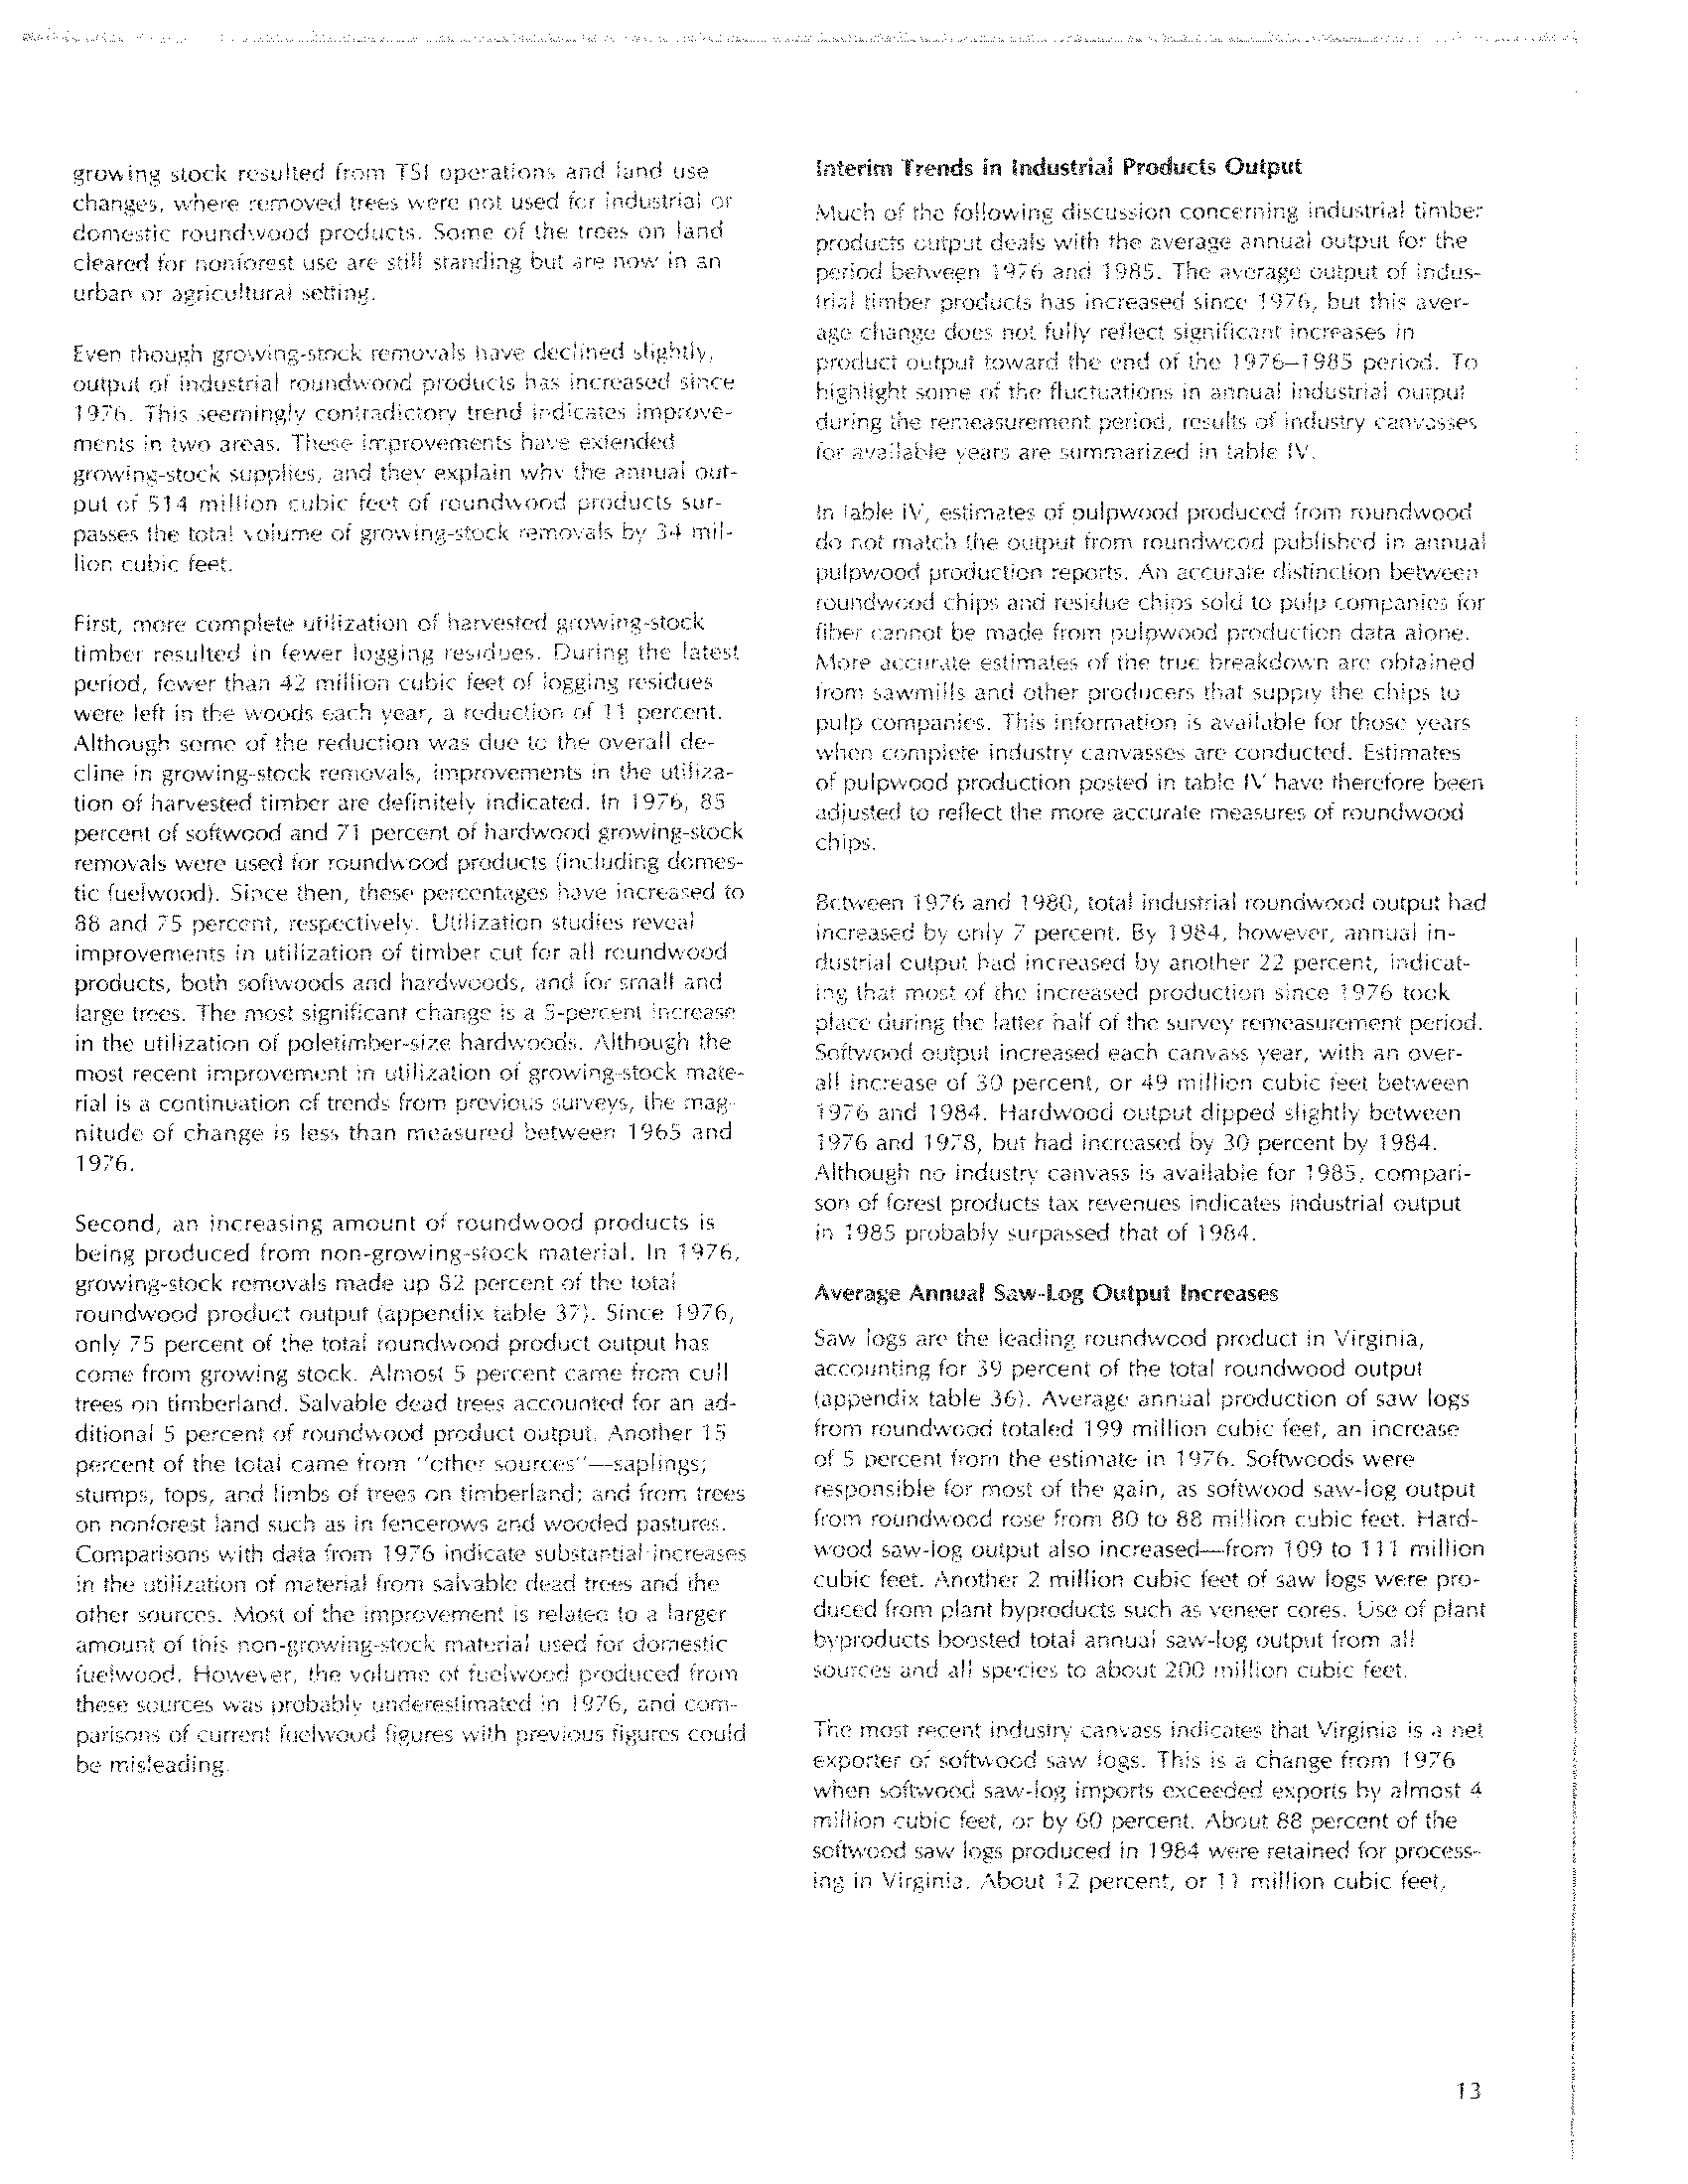 growing stock resulted from TSI operations and land use
changes, where removed trees were not used for industrial or
domestic roundwood products. Some of the trees on land
cleared for nonforest use are still standing but are now in an
urban or agricultural setting.
Even though growing-stock removals have declined slightly,
output of industrial roundwood products has increased since
1976. This seemingly contradictory trend indicates improve-
ments in two areas. These improvements have extended
growing-stock supplies, and they explain why the annual out-
put of 514 million cubic feet of roundwood products sur-
passes the total volume of growing-stock removals by 34 mil-
lion cubic feet.
First, more complete utilization of harvested growing-stock
timber resulted in fewer logging residues. During the latest
period, fewer than 42 million cubic feet of logging residues
were left in the woods each year, a reduction of 11 percent.
Although some of the reduction was due to the overall de-
cline in growing-stock removals, improvements in the utiliza-
tion of harvested timber are definitely indicated. In 1976, 85
percent of softwood and 71 percent of hardwood growing-stock
removals were used for roundwood products (including domes-
tic fuelwood). Since then, these percentages have increased to
88 and 75 percent, respectively. Utilization studies reveal
improvements in utilization of timber cut for all roundwood
products, both softwoods and hardwoods, and for small and
large trees. The most significant change is a 5-percent increase
in the utilization of poletimber-size hardwoods. Although the
most recent improvement in utilization of growing-stock mate-
rial is a continuation of trends from previous surveys, the mag-
nitude of change is less than measured between 1965 and
1976.
Second, an increasing amount of roundwood products is
being produced from non-growing-stock material. In 1976,
growing-stock removals made up 82 percent of the total
roundwood product output (appendix table 37). Since 1976,
only 75 percent of the total roundwood product output has
come from growing stock. Almost 5 percent came from cull
trees on timberland. Salvable dead trees accounted for an ad-
ditional 5 percent of roundwood product output. Another 15
percent of the total came from "other sources"—saplings;
stumps, tops, and limbs of trees on timberland; and from trees
on nonforest land such as in fencerows and wooded pastures.
Comparisons with data from 1976 indicate substantial increases
in the utilization of material from salvable dead trees and the
other sources. Most of the improvement is related to a larger
amount of this non-growing-stock material used for domestic
fuelwood. However, the volume of fuelwood produced from
these sources was probably underestimated in 1976, and com-
parisons of current fuelwood figures with previous figures could
be misleading.
Interim Trends in Industrial Products Output
Much of the following discussion concerning industrial timber
products output deals with the average annual output for the
period between 1976 and 1985. The average output of indus-
trial timber products has increased since 1976, but this aver-
age change does not fully reflect significant increases in
product output toward the end of the 1976–1985 period. To
highlight some of the fluctuations in annual industrial output
during the remeasurement period, results of industry canvasses
for available years are summarized in table IV.
In table IV, estimates of pulpwood produced from roundwood
do not match the output from roundwood published in annual
pulpwood production reports. An accurate distinction between
roundwood chips and residue chips sold to pulp companies for
fiber cannot be made from pulpwood production data alone.
More accurate estimates of the true breakdown are obtained
from sawmills and other producers that supply the chips to
pulp companies. This information is available for those years
when complete industry canvasses are conducted. Estimates
of pulpwood production posted in table IV have therefore been
adjusted to reflect the more accurate measures of roundwood
chips.
Between 1976 and 1980, total industrial roundwood output had
increased by only 7 percent. By 1984, however, annual in-
dustrial output had increased by another 22 percent, indicat-
ing that most of the increased production since 1976 took
place during the latter half of the survey remeasurement period.
Softwood output increased each canvass year, with an over-
all increase of 30 percent, or 49 million cubic feet between
1976 and 1984. Hardwood output dipped slightly between
1976 and 1978, but had increased by 30 percent by 1984.
Although no industry canvass is available for 1985, compari-
son of forest products tax revenues indicates industrial output
in 1985 probably surpassed that of 1984.
Average Annual Saw-Log Output Increases
Saw logs are the leading roundwood product in Virginia,
accounting for 39 percent of the total roundwood output
(appendix table 36). Average annual production of saw logs
from roundwood totaled 199 million cubic feet, an increase
of 5 percent from the estimate in 1976. Softwoods were
responsible for most of the gain, as softwood saw-log output
from roundwood rose from 80 to 88 million cubic feet. Hard-
wood saw-log output also increased—from 109 to 111 million
cubic feet. Another 2 million cubic feet of saw logs were pro-
duced from plant byproducts such as veneer cores. Use of plant
byproducts boosted total annual saw-log output from all
sources and all species to about 200 million cubic feet.
The most recent industry canvass indicates that Virginia is a net
exporter of softwood saw logs. This is a change from 1976
when softwood saw-log imports exceeded exports by almost 4
million cubic feet, or by 60 percent. About 88 percent of the
softwood saw logs produced in 1984 were retained for process-
ing in Virginia. About 12 percent, or 11 million cubic feet,
13